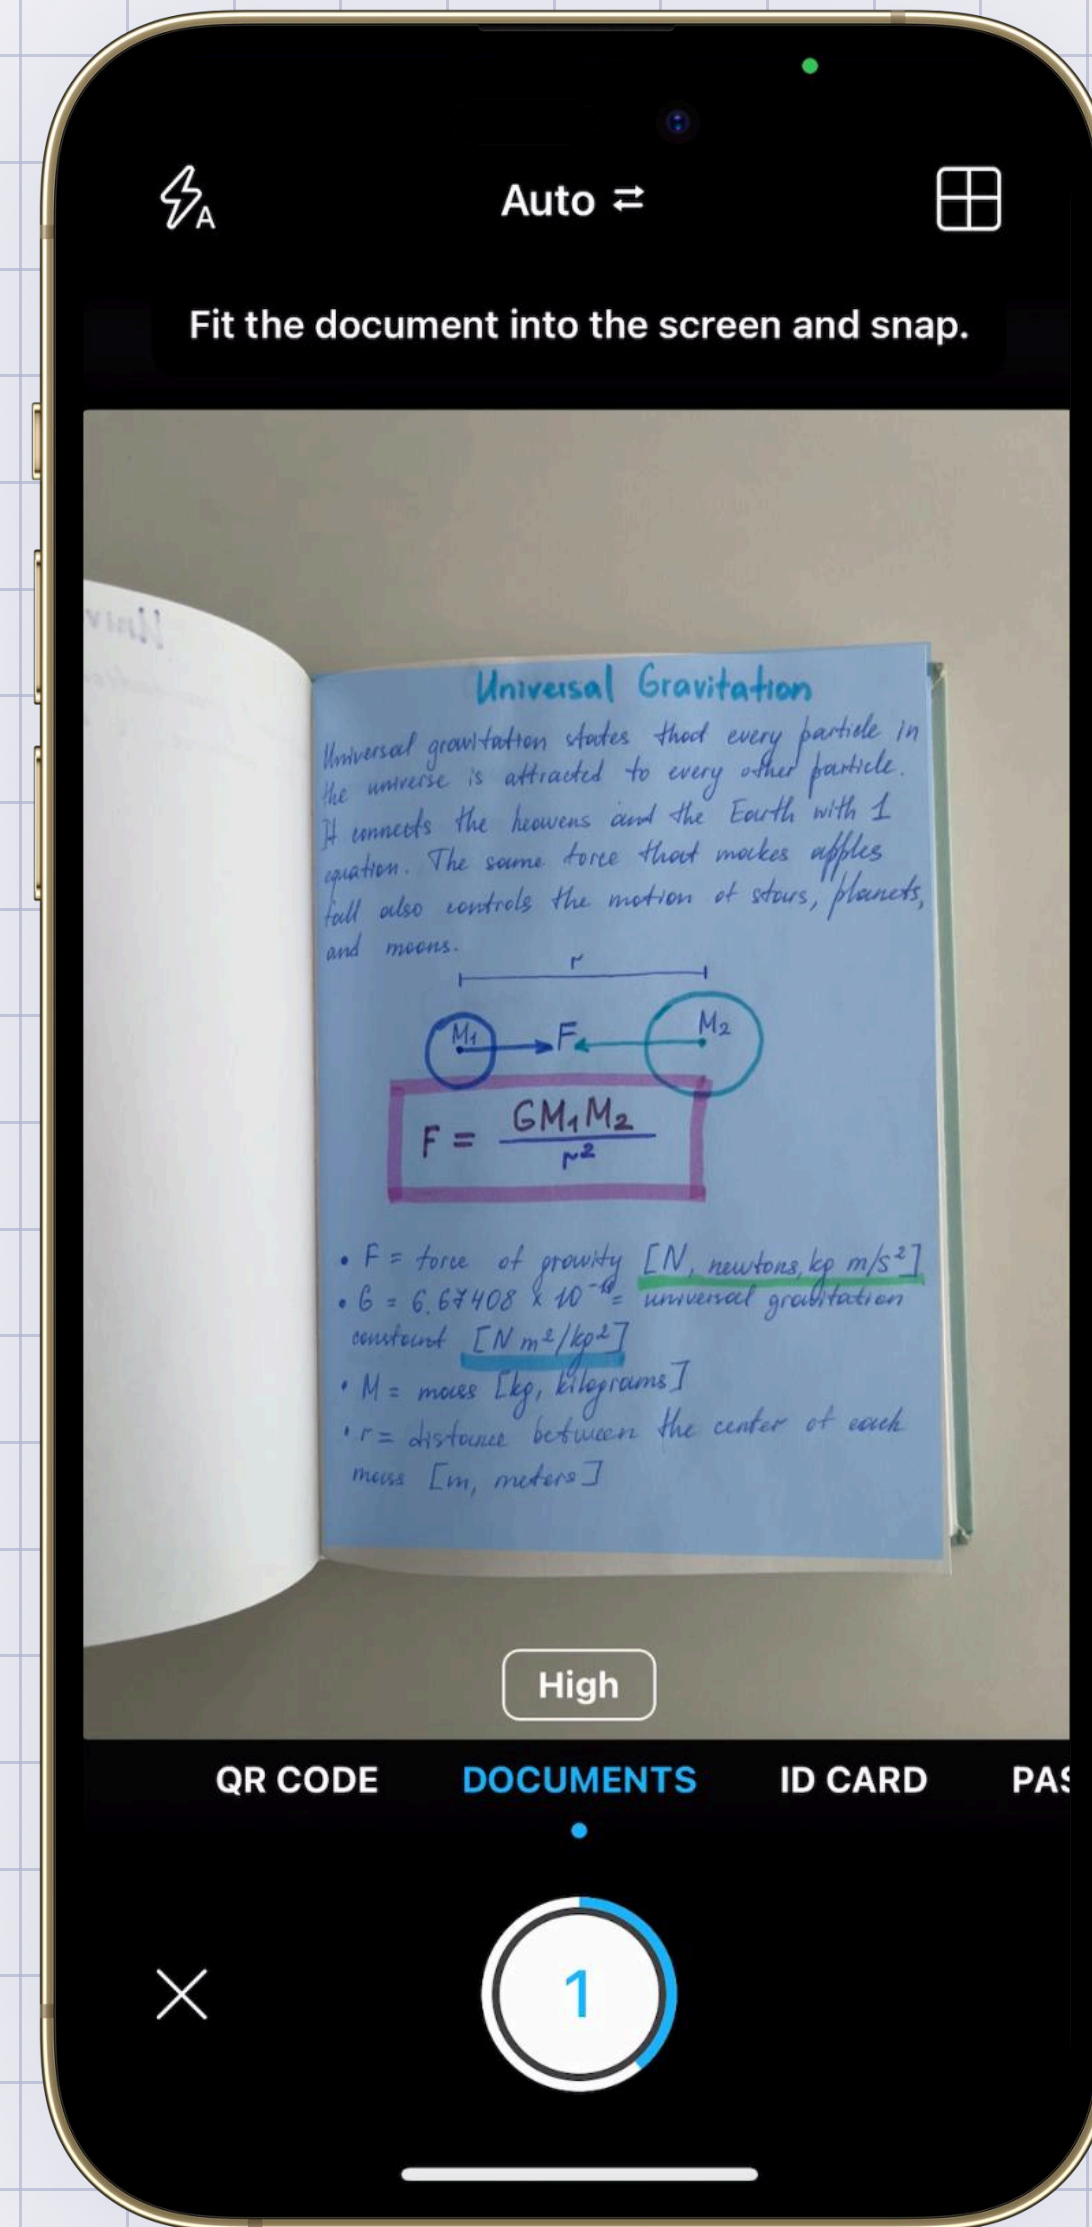 A
Auto
Fit the document into the screen and snap.
Univ
Universal Gravitation
Universal gravitation states that every particle in
the universe is attracted to every other particle.
It connects the heavens and the Earth with 1
equation. The same force that makes apples
fall also controls the motion of stars, planets,
and moons.
r
M₁ F M₂
F = GM₁M₂
r²
• F = force of gravity [N, newtons, kg m/s²]
• G = 6,67408 x 10 = universal gravitation
constant [N m²/kg²]
• M = mass [kg, kilograms]
• r = distance between the center of each
mass [m, meters]
High
QR CODE DOCUMENTS ID CARD PAS
1